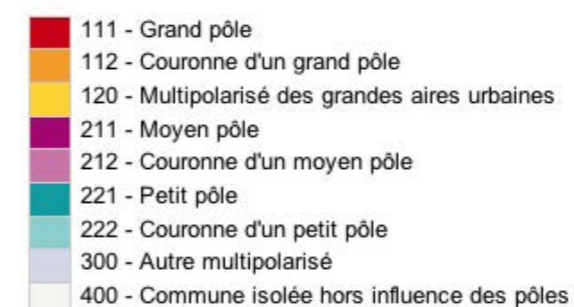 111 - Grand pôle
112 - Couronne d'un grand pôle
120 - Multipolarisé des grandes aires urbaines
211 - Moyen pôle
212 - Couronne d'un moyen pôle
221 - Petit pôle
222 - Couronne d'un petit pôle
300 - Autre multipolarisé
400 - Commune isolée hors influence des pôles